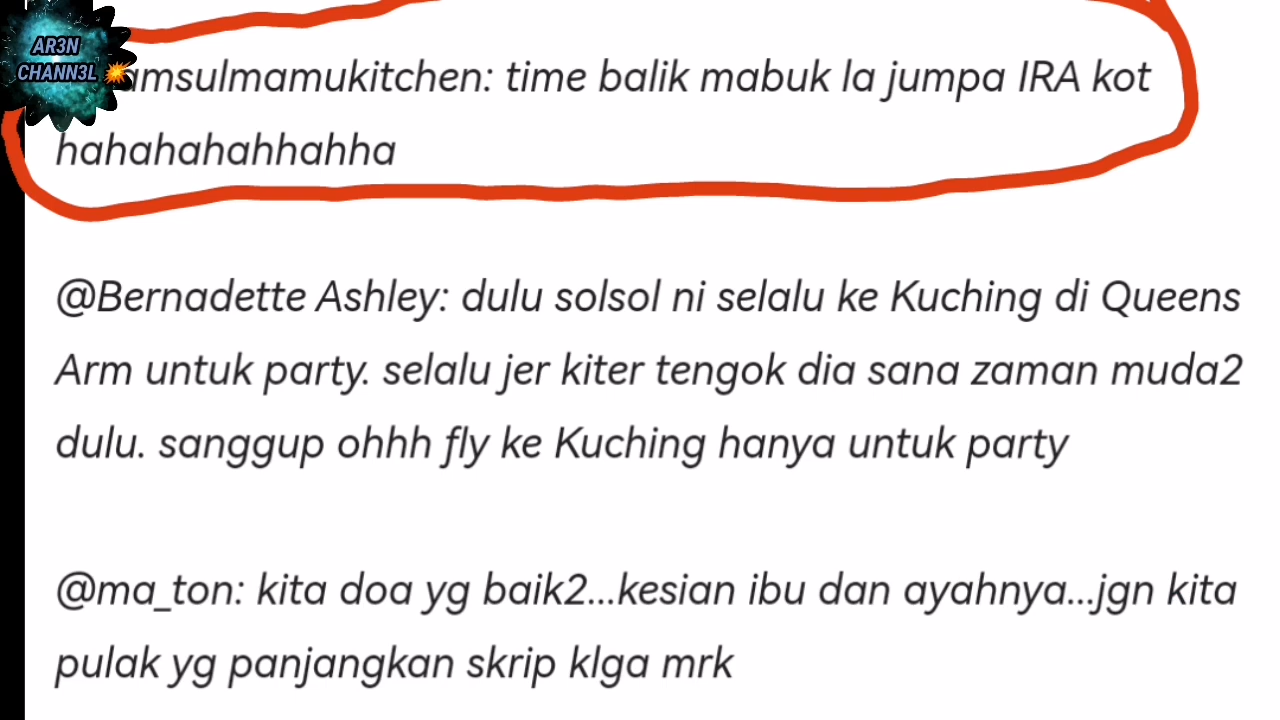 AR3N
CHANN3L
amsulmamukitchen: time balik mabuk la jumpa IRA kot
hahahahahhahha
@Bernadette Ashley: dulu solsol ni selalu ke Kuching di Queens
Arm untuk party. selalu jer kiter tengok dia sana zaman muda2
dulu. sanggup ohhh fly ke Kuching hanya untuk party
@ma_ton: kita doa yg baik2...kesian ibu dan ayahnya...jgn kita
pulak yg panjangkan skrip klga mrk